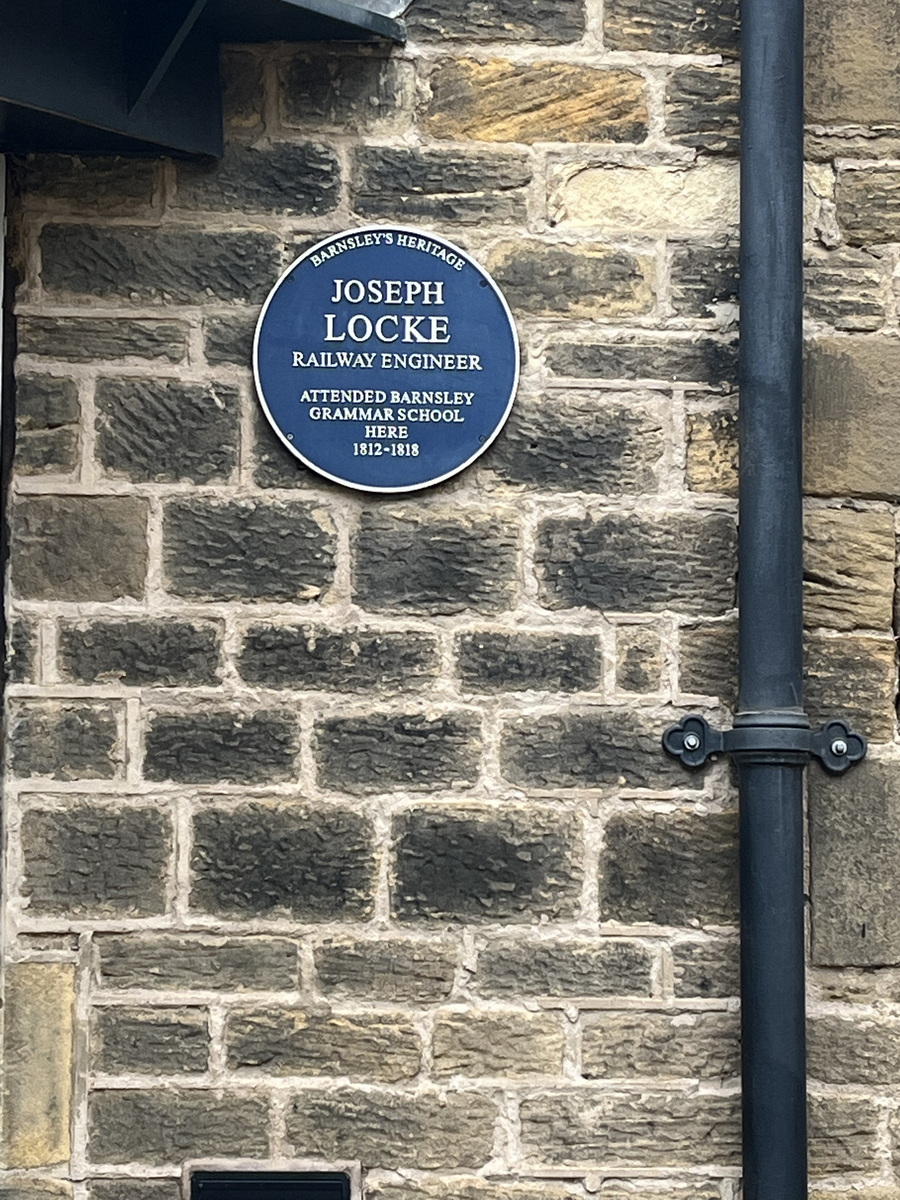 BARNSLEY'S HERITAGE
JOSEPH
LOCKE
RAILWAY ENGINEER
ATTENDED BARNSLEY
GRAMMAR SCHOOL
HERE
1812-1818